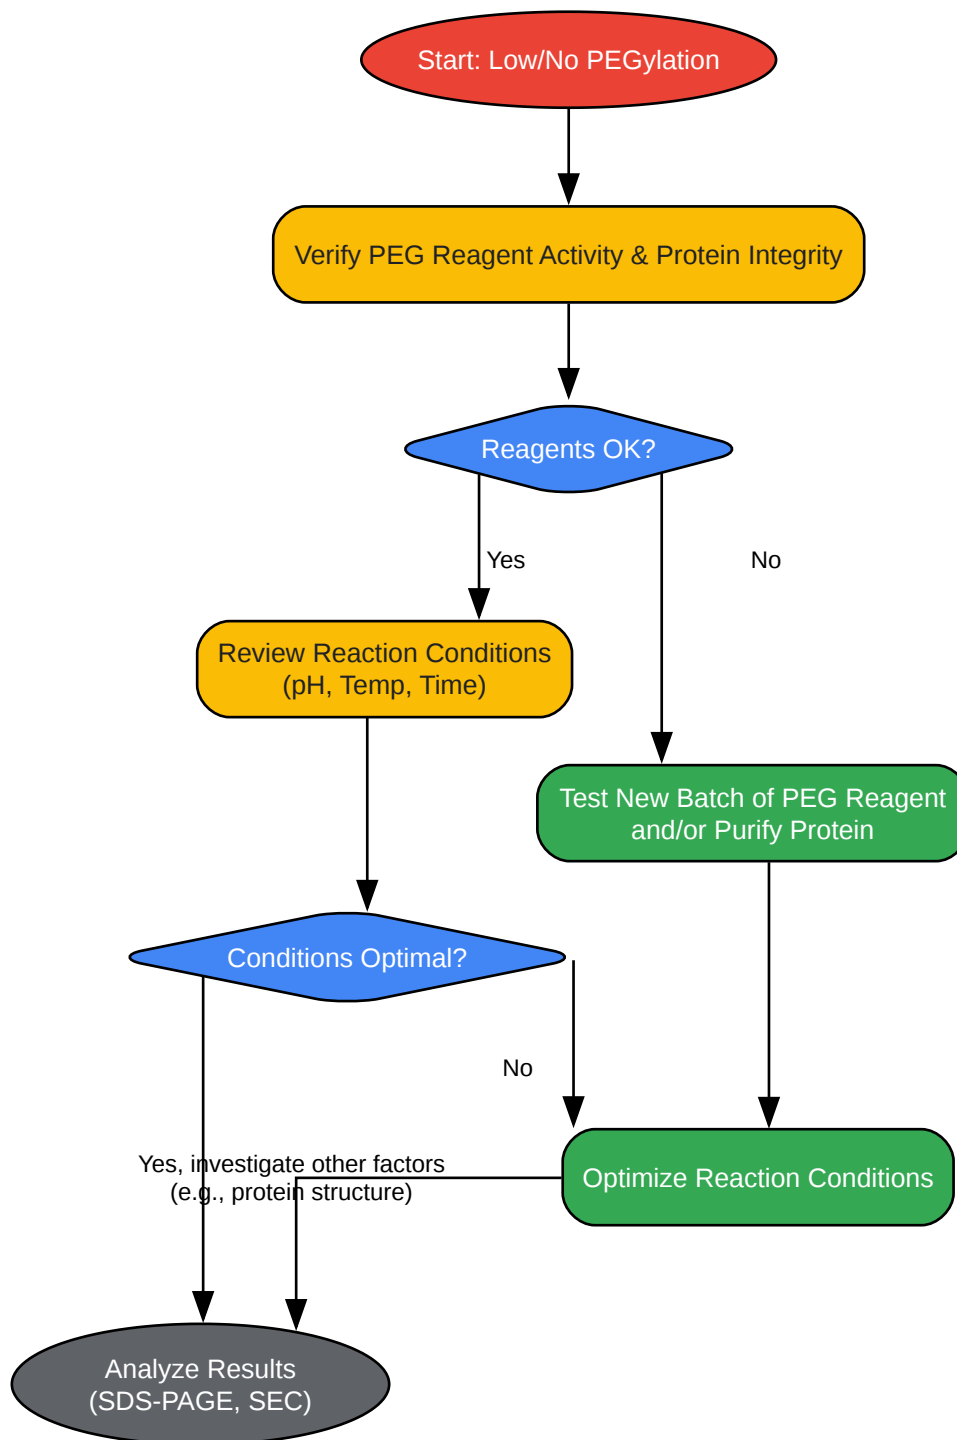 Start: Low/No PEGylation
Verify PEG Reagent Activity & Protein Integrity
Reagents OK?
Yes
No
Review Reaction Conditions
(pH, Temp, Time)
Test New Batch of PEG Reagent
and/or Purify Protein
Conditions Optimal?
No
Yes, investigate other factors
(e.g., protein structure)
Optimize Reaction Conditions
Analyze Results
(SDS-PAGE, SEC)